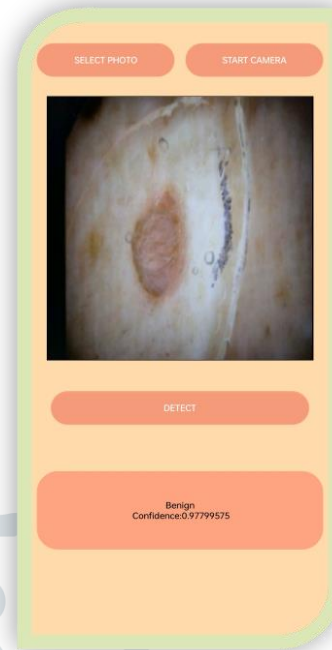 SELECT PHOTO
START CAMERA
DETECT
Benign
Confidence:0.97799575